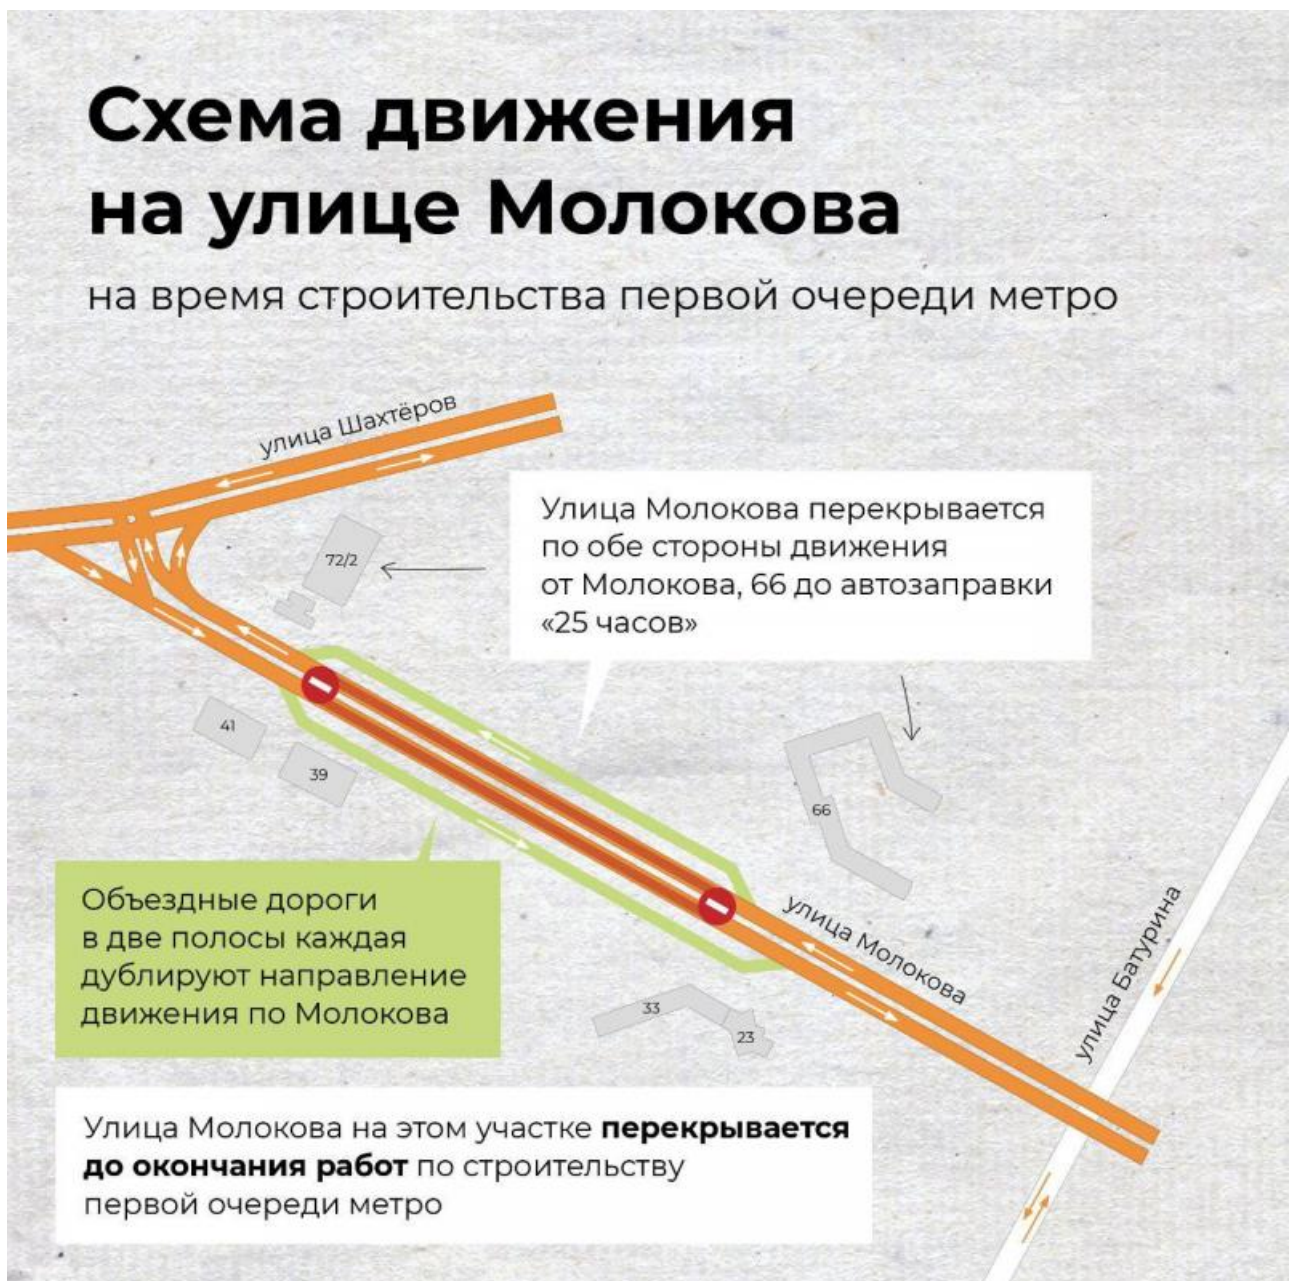 Схема движения
на улице Молокова
на время строительства первой очереди метро
улица Шахтёров
Улица Молокова перекрывается
по обе стороны движения
от Молокова, 66 до автозаправки
«25 часов»
72/2
41
39
66
Объездные дороги
в две полосы каждая
дублируют направление
движения по Молокова
улица Молокова
улица Батурина
33
23
Улица Молокова на этом участке перекрывается
до окончания работ по строительству
первой очереди метро